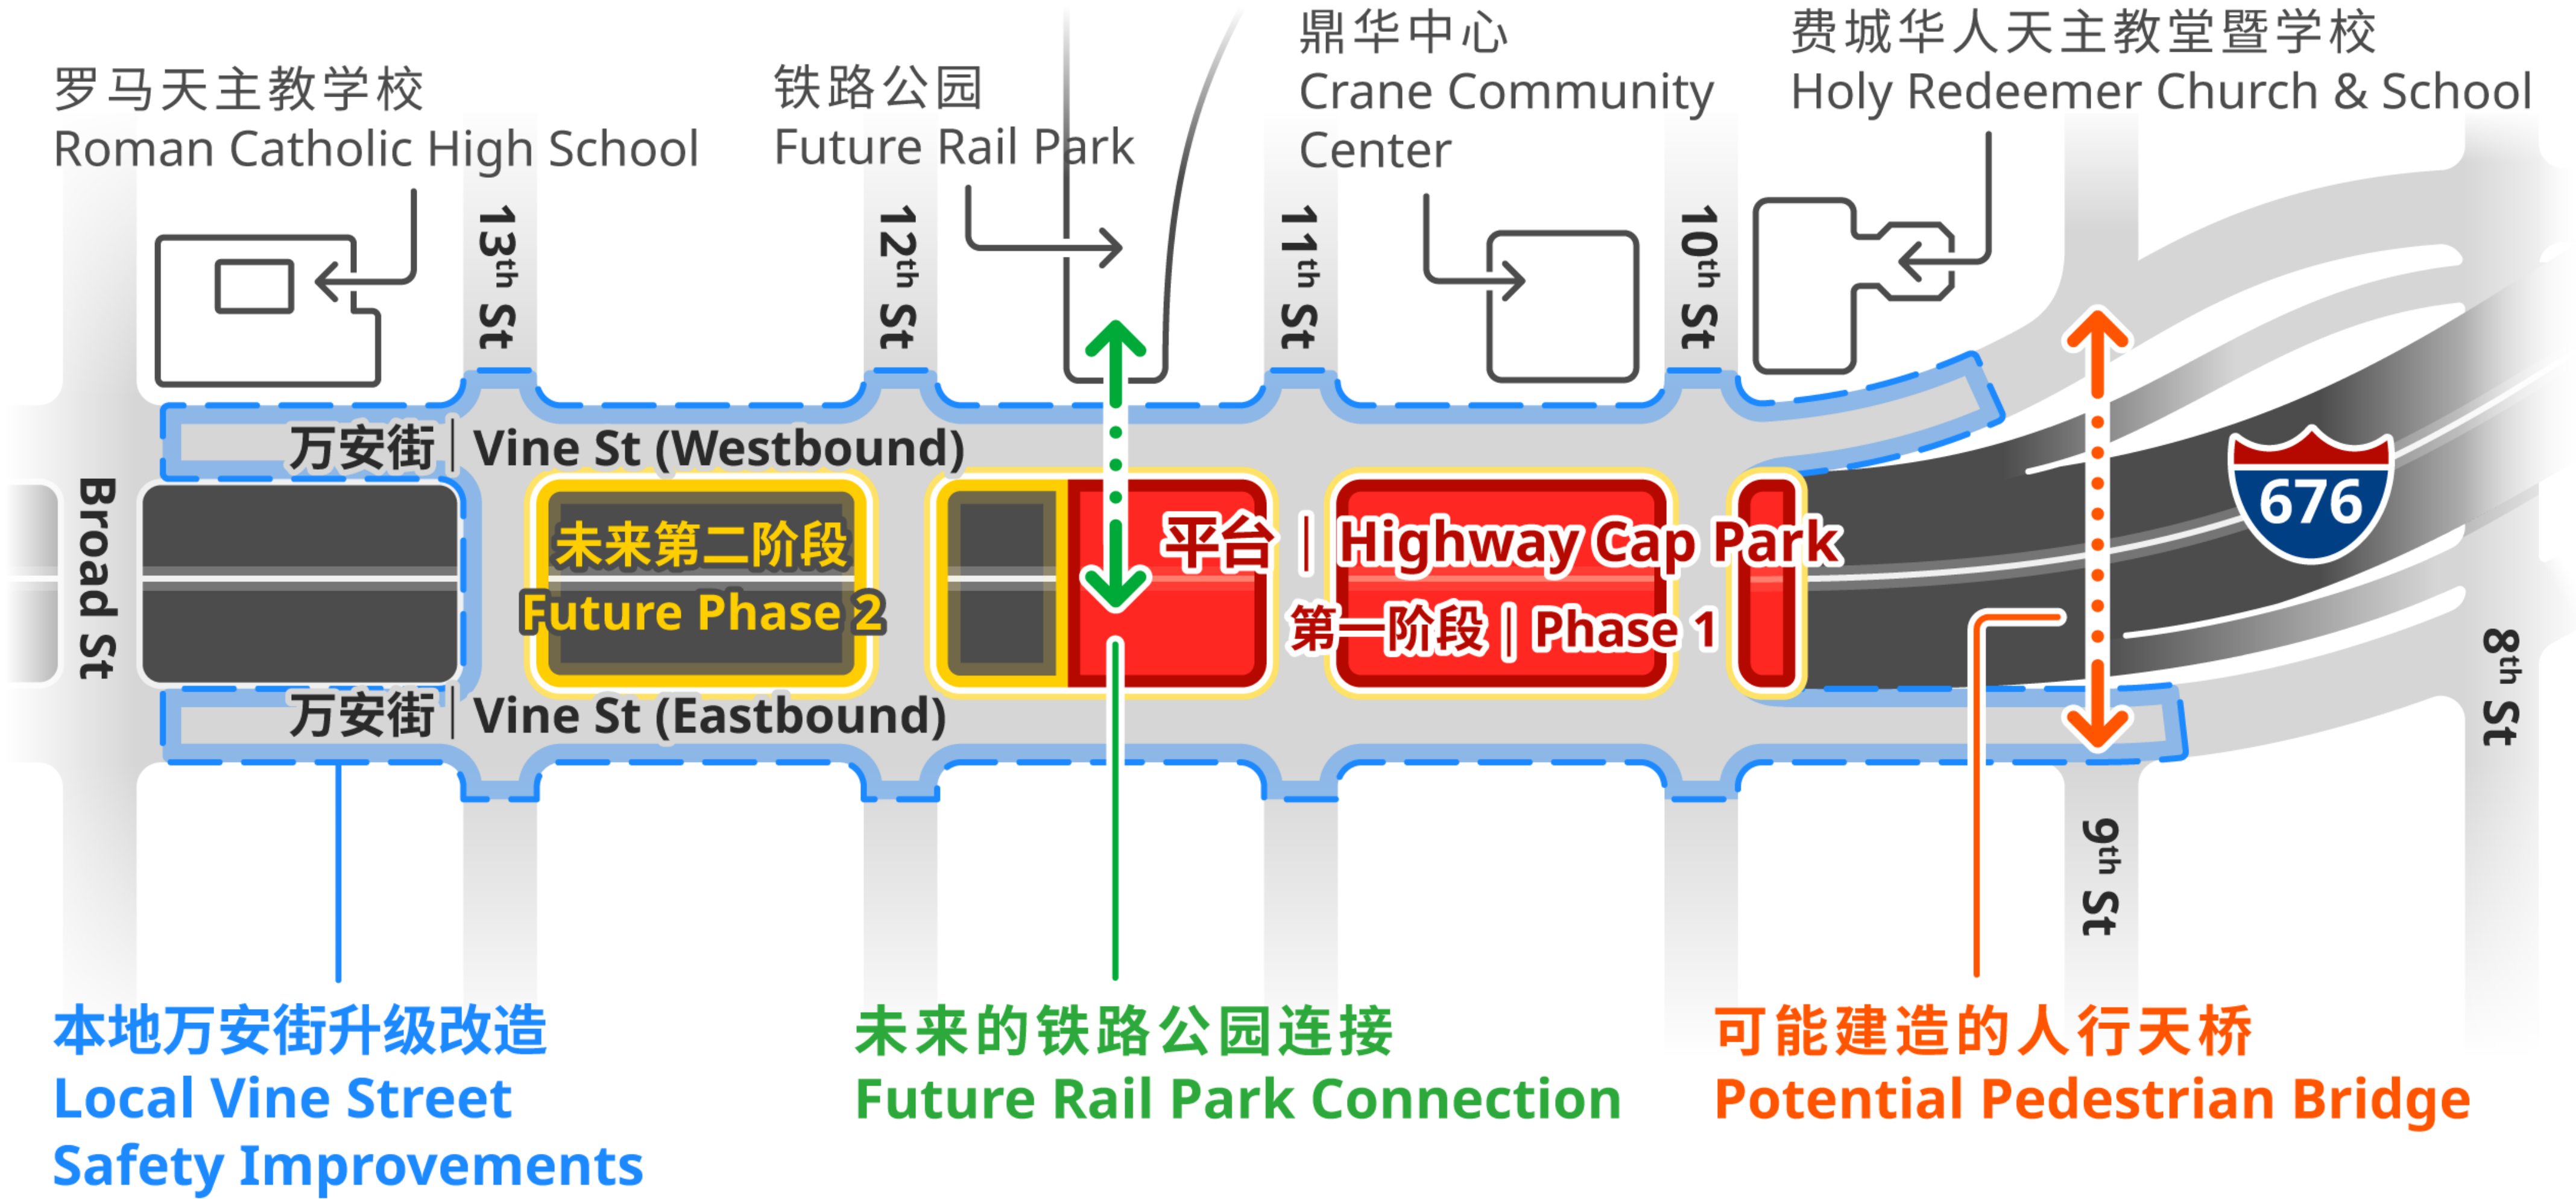 罗马天主教学校
Roman Catholic High School
铁路公园
Future Rail Park
鼎华中心
Crane Community
Center
费城华人天主教堂暨学校
Holy Redeemer Church & School
13th St
12th St
11th St
10th St
万安街 | Vine St (Westbound)
Broad St
未来第二阶段
Future Phase 2
平台 | Highway Cap Park
第一阶段 | Phase 1
676
万安街 | Vine St (Eastbound)
8th St
9th St
本地万安街升级改造
Local Vine Street
Safety Improvements
未来的铁路公园连接
Future Rail Park Connection
可能建造的人行天桥
Potential Pedestrian Bridge